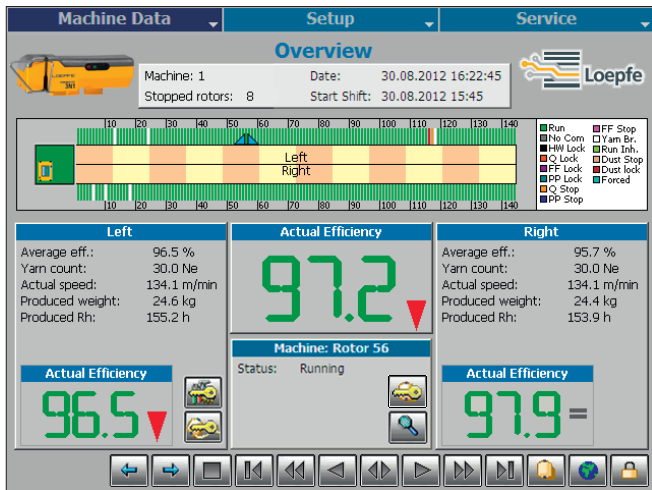 Machine Data
Setup
Service
Overview
LOEPFE
Machine: 1
Date: 30.08.2012 16:22:45
Stopped rotors: 8
Start Shift: 30.08.2012 15:45
Loepfe
10 20 30 40 50 60 70 80 90 100 110 120 130 140
Left
Right
10 20 30 40 50 60 70 80 90 100 110 120 130 140
Run
No Com
HW Lock
Q Lock
FF Lock
PP Lock
Q Stop
PP Stop
FF Stop
Yarn Br.
Run Inh.
Dust Stop
Dust lock
Forced
Left
Average eff.: 96.5 %
Yarn count: 30.0 Ne
Actual speed: 134.1 m/min
Produced weight: 24.6 kg
Produced Rh: 155.2 h
Actual Efficiency
96.5
Actual Efficiency
97.2
Machine: Rotor 56
Status: Running
Right
Average eff.: 95.7 %
Yarn count: 30.0 Ne
Actual speed: 134.1 m/min
Produced weight: 24.4 kg
Produced Rh: 153.9 h
Actual Efficiency
97.9 =